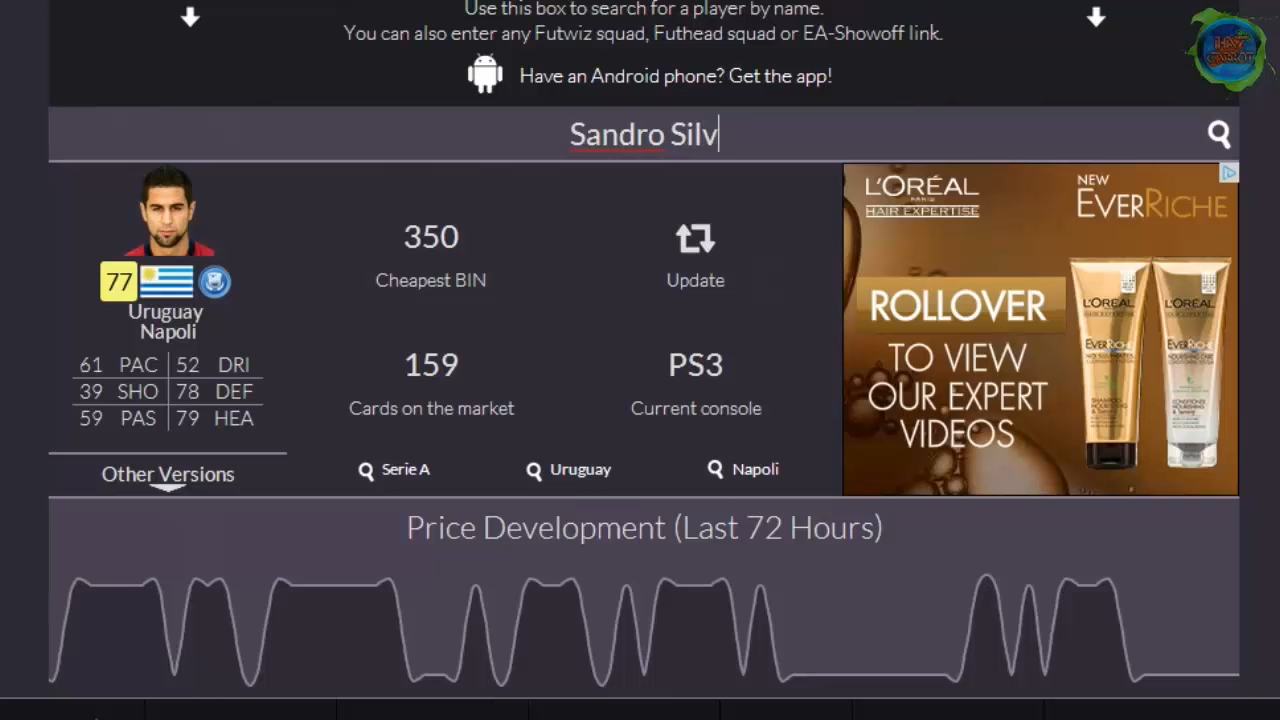 Use this box to search for a player by name.
You can also enter any Futwiz squad, Futhead squad or EA-Showoff link.
Have an Android phone? Get the app!
Sandro Silv
77
Uruguay
Napoli
61 PAC 52 DRI
39 SHO 78 DEF
59 PAS 79 HEA
Other Versions
350
Cheapest BIN
Update
159
Cards on the market
PS3
Current console
Serie A
Uruguay
Napoli
L'ORÉAL
PARIS
HAIR EXPERTISE
NEW
EVERRICHE
ROLLOVER
TO VIEW
OUR EXPERT
VIDEOS
L'ORÉAL
EVERRICHE
L'ORÉAL
EVERRICHE
Price Development (Last 72 Hours)